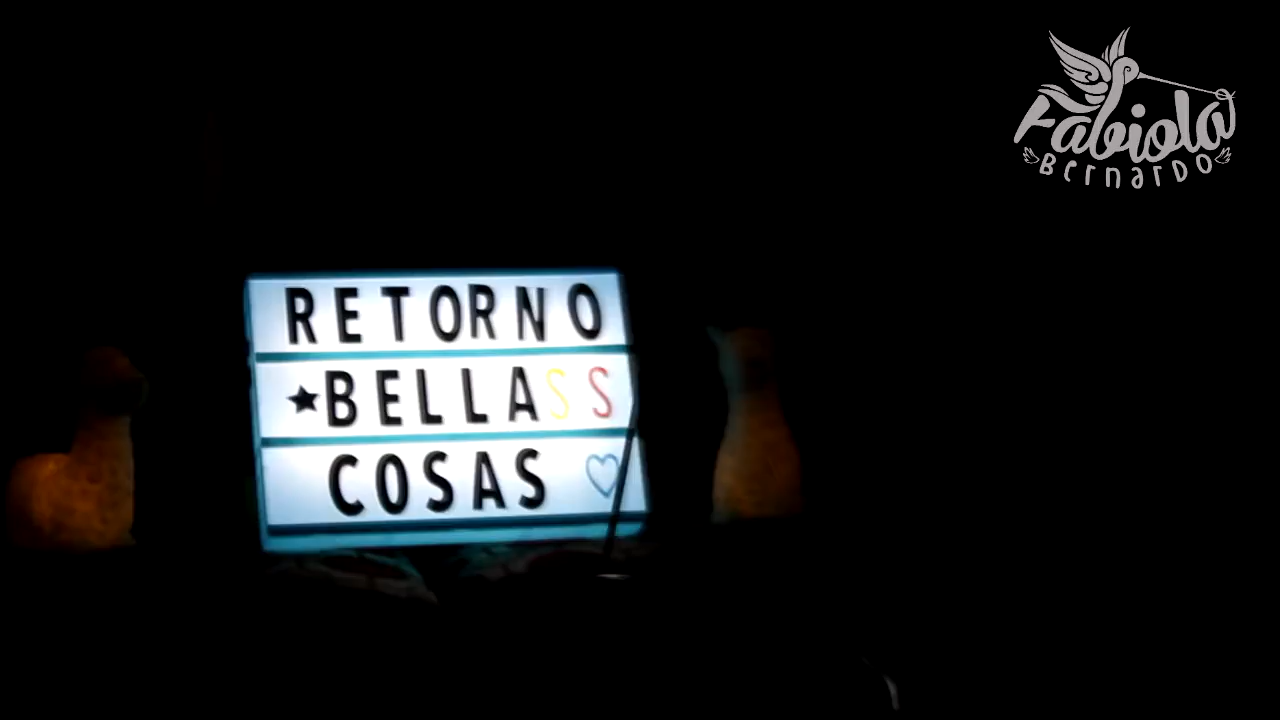 Fabiola
BernarDO
RETORNO
★BELLASS
COSAS ♡